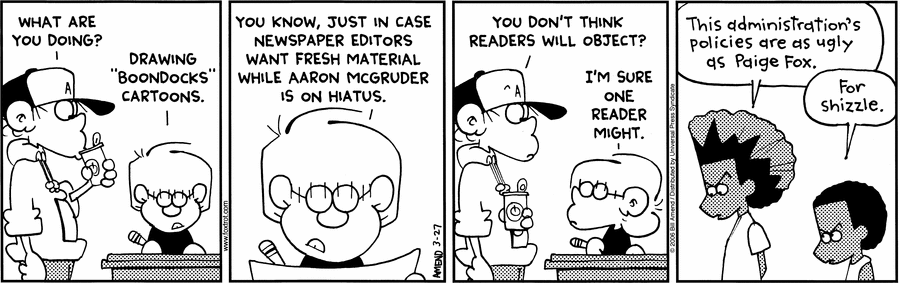 WHAT ARE
YOU DOING?
DRAWING
"BOONDOCKS"
CARTOONS.
A
www.foxtrot.com
YOU KNOW, JUST IN CASE
NEWSPAPER EDITORS
WANT FRESH MATERIAL
WHILE AARON MCGRUDER
IS ON HIATUS.
AMEND 3-27
YOU DON'T THINK
READERS WILL OBJECT?
I'M SURE
ONE
READER
MIGHT.
A
© 2006 Bill Amend / Distributed by Universal Press Syndicate
This administration's
policies are as ugly
as Paige Fox.
For
shizzle.